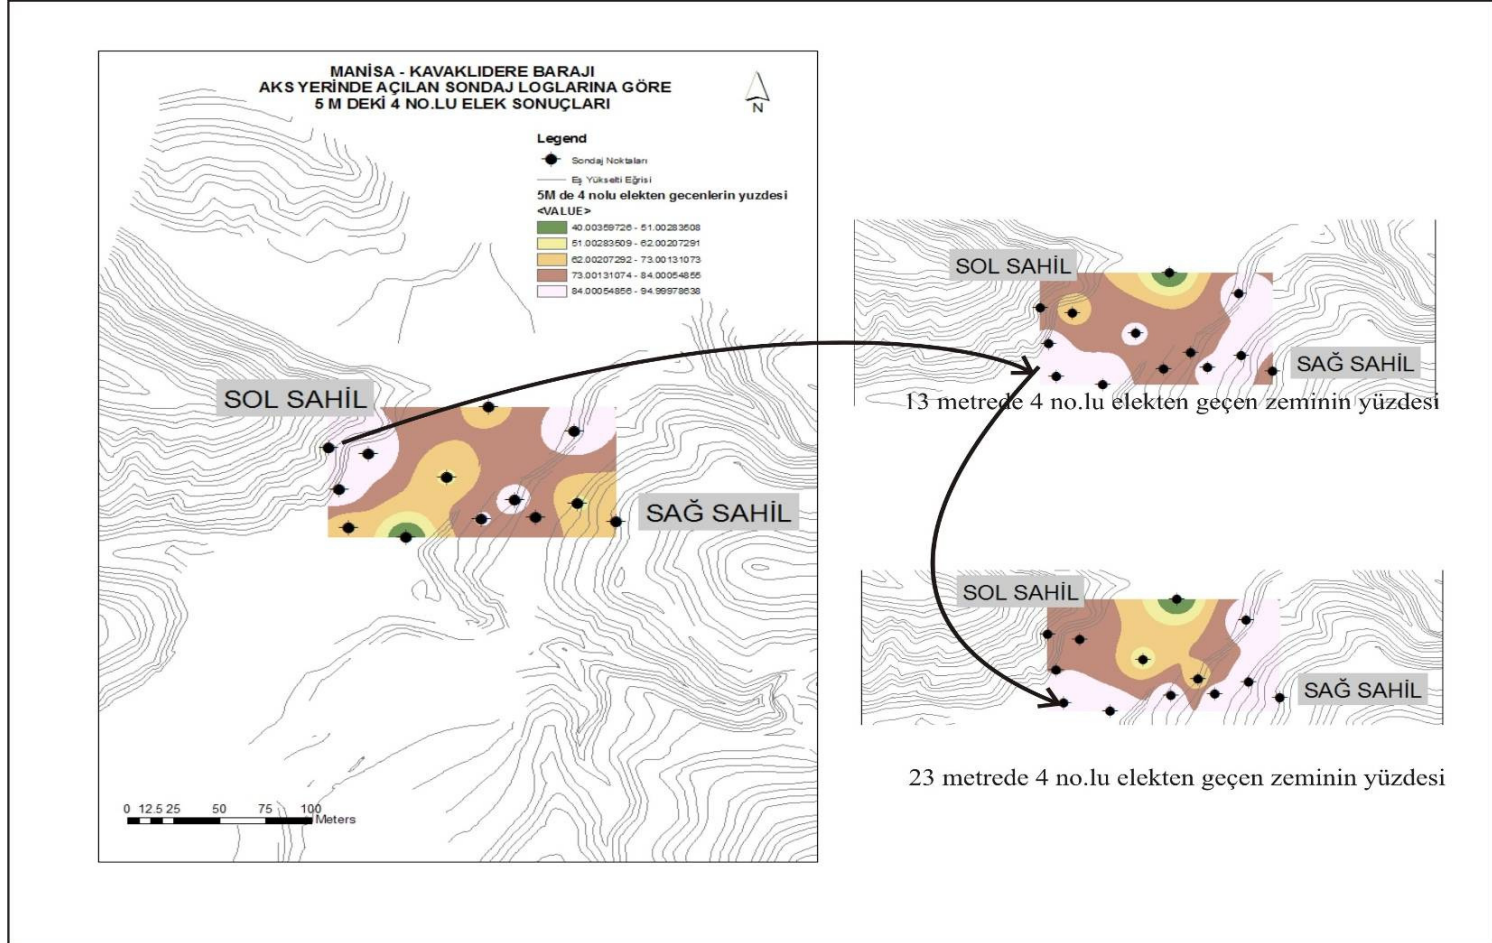 MANİSA - KAVAKLIDERE BARAJI
AKS YERİNDE AÇILAN SONDAJ LOGLARINA GÖRE
5 M DEKİ 4 NO.LU ELEK SONUÇLARI
N
Legend
Sondaj Noktaları
Eş Yükselti Eğrisi
5M de 4 nolu elekten gecenlerin yuzdesi
<VALUE>
40.00359726 - 51.00283508
51.00283509 - 62.00207291
62.00207292 - 73.00131073
73.00131074 - 84.00054855
84.00054856 - 94.99978638
SOL SAHİL
SAĞ SAHİL
0 12.5 25 50 75 100
Meters
SOL SAHİL
SAĞ SAHİL
13 metrede 4 no.lu elekten geçen zeminin yüzdesi
SOL SAHİL
SAĞ SAHİL
23 metrede 4 no.lu elekten geçen zeminin yüzdesi